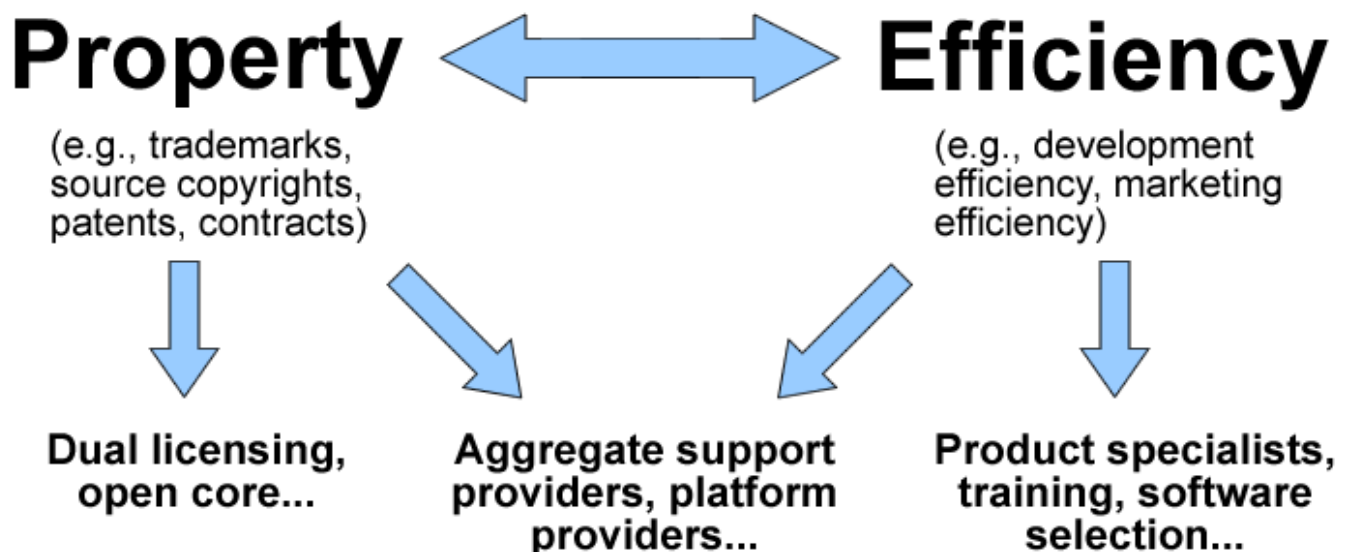 Property
Efficiency
(e.g., trademarks,
source copyrights,
patents, contracts)
(e.g., development
efficiency, marketing
efficiency)
Dual licensing,
open core...
Aggregate support
providers, platform
providers...
Product specialists,
training, software
selection...